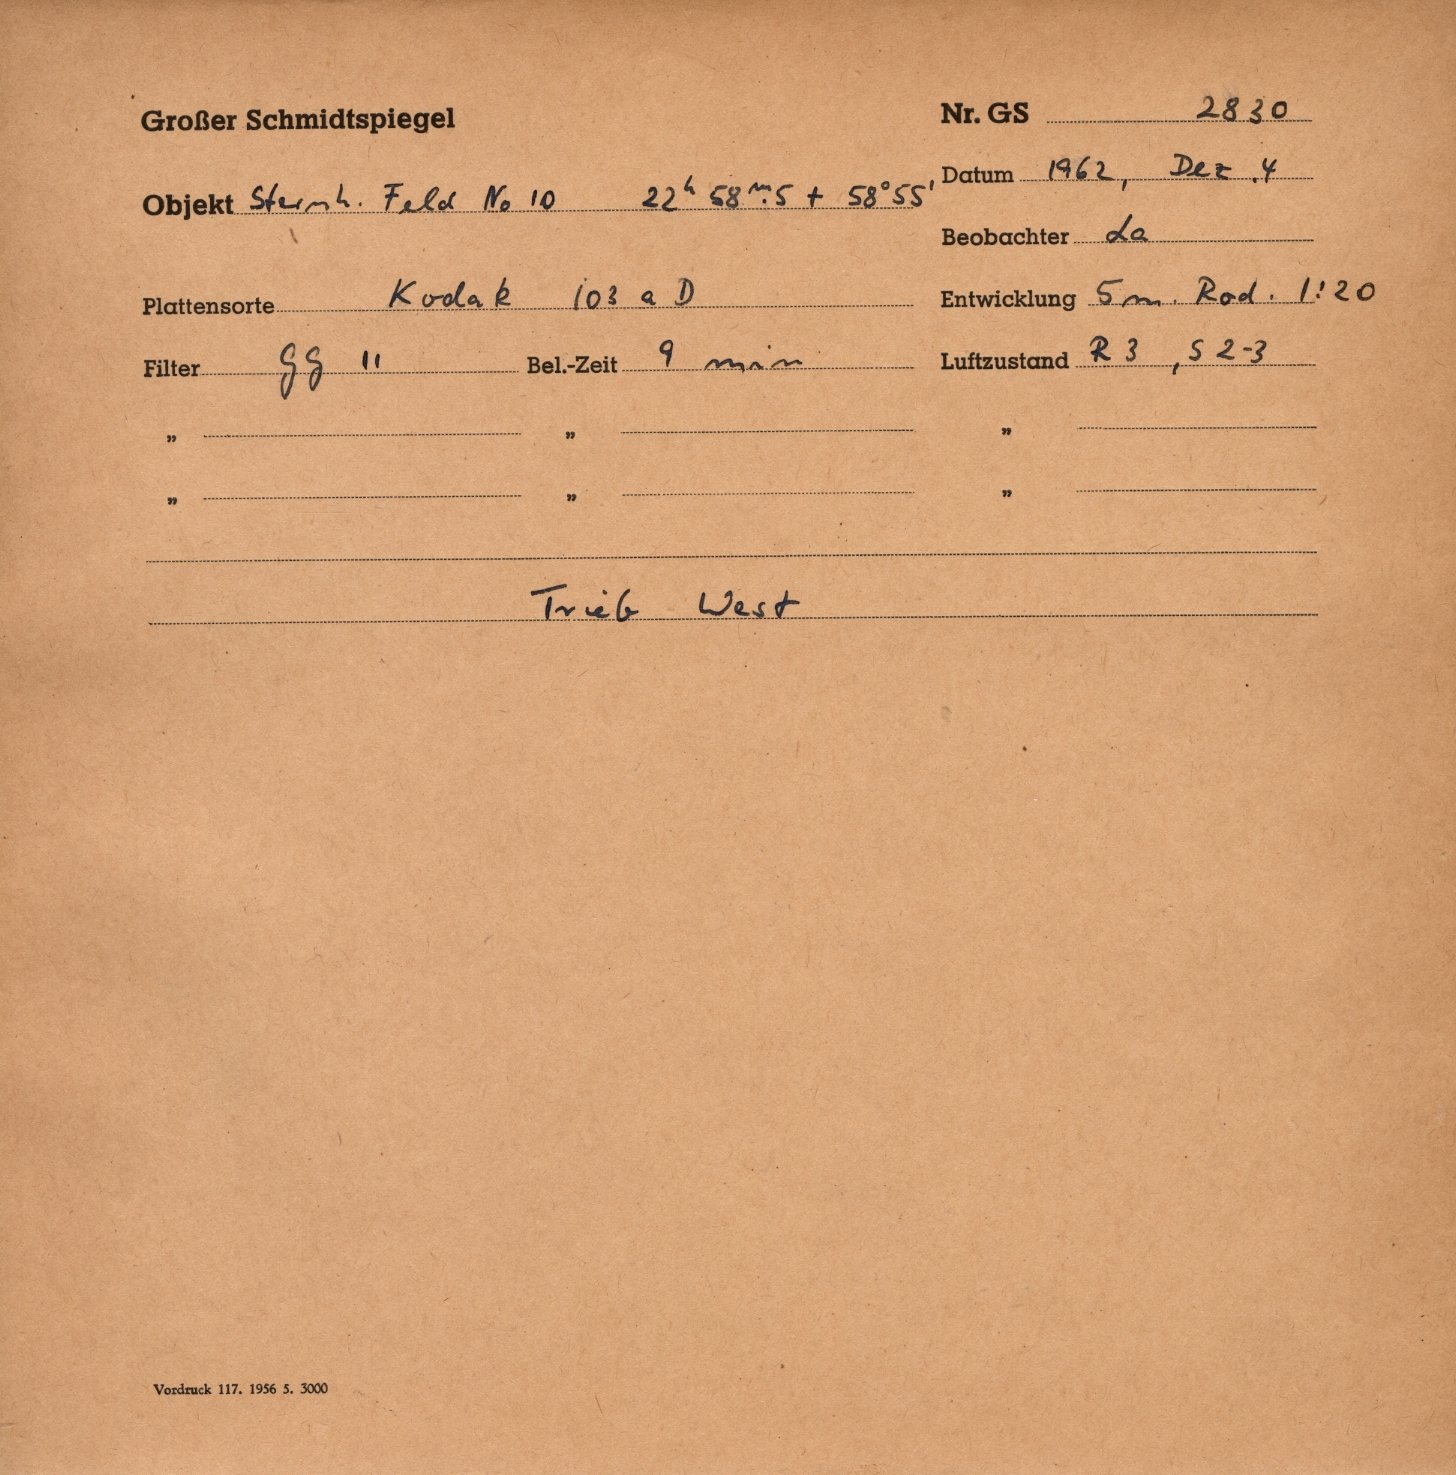 Großer Schmidtspiegel
Nr. GS 2830
Datum 1962, Dez. 4
Objekt Sternh. Feld No 10 22ʰ 58ᵐ.5 + 58°55'
Beobachter La
Plattensorte Kodak 103 a D
Entwicklung 5m. Rod. 1:20
Filter GG 11 Bel.-Zeit 9 min Luftzustand R 3, S 2-3
„ „ „
„ „ „
Trieb West
Vordruck 117. 1956 5. 3000